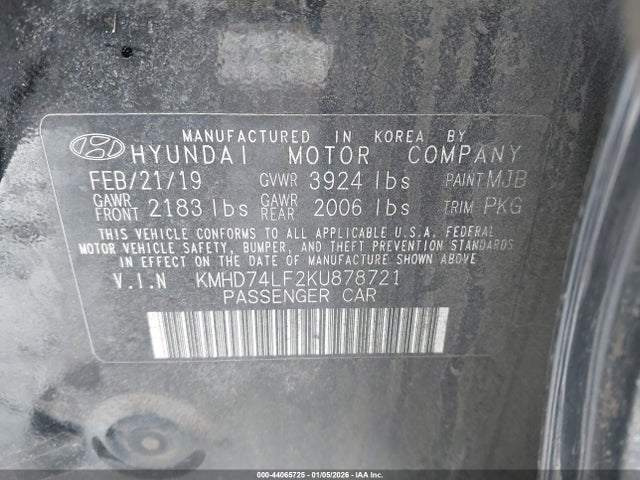 MANUFACTURED IN KOREA BY
HYUNDAI MOTOR COMPANY
FEB/21/19 GVWR 3924 lbs PAINT MJB
GAWR FRONT 2183 lbs GAWR REAR 2006 lbs TRIM PKG
THIS VEHICLE CONFORMS TO ALL APPLICABLE U.S.A. FEDERAL
MOTOR VEHICLE SAFETY, BUMPER, AND THEFT PREVENTION STANDARDS
IN EFFECT ON THE DATE OF MANUFACTURE SHOWN ABOVE
V.I.N KMHD74LF2KU878721
PASSENGER CAR
000-44065725 - 01/05/2026 - IAA Inc.